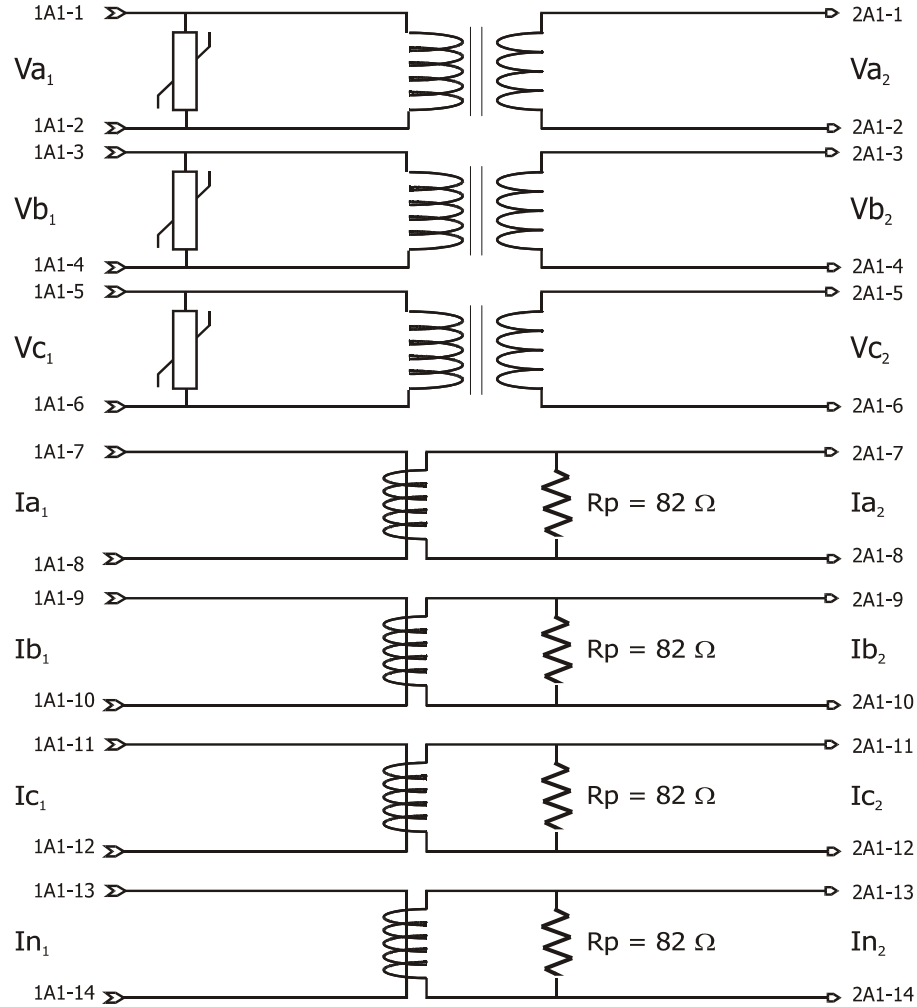 1A1-1 2A1-1
Va₁ Va₂
1A1-2 2A1-2
1A1-3 2A1-3
Vb₁ Vb₂
1A1-4 2A1-4
1A1-5 2A1-5
Vc₁ Vc₂
1A1-6 2A1-6
1A1-7 2A1-7
Ia₁ Rp = 82 Ω Ia₂
1A1-8 2A1-8
1A1-9 2A1-9
Ib₁ Rp = 82 Ω Ib₂
1A1-10 2A1-10
1A1-11 2A1-11
Ic₁ Rp = 82 Ω Ic₂
1A1-12 2A1-12
1A1-13 2A1-13
In₁ Rp = 82 Ω In₂
1A1-14 2A1-14